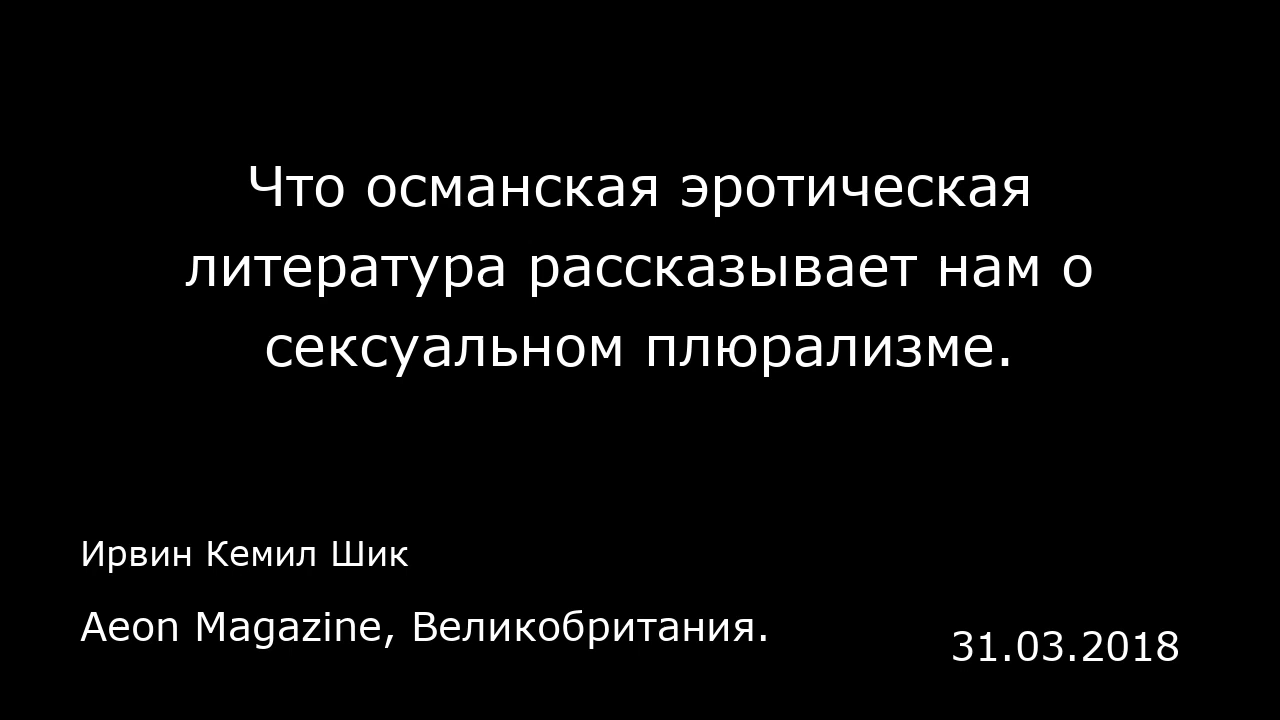 Что османская эротическая
литература рассказывает нам о
сексуальном плюрализме.
Ирвин Кемил Шик
Aeon Magazine, Великобритания.
31.03.2018